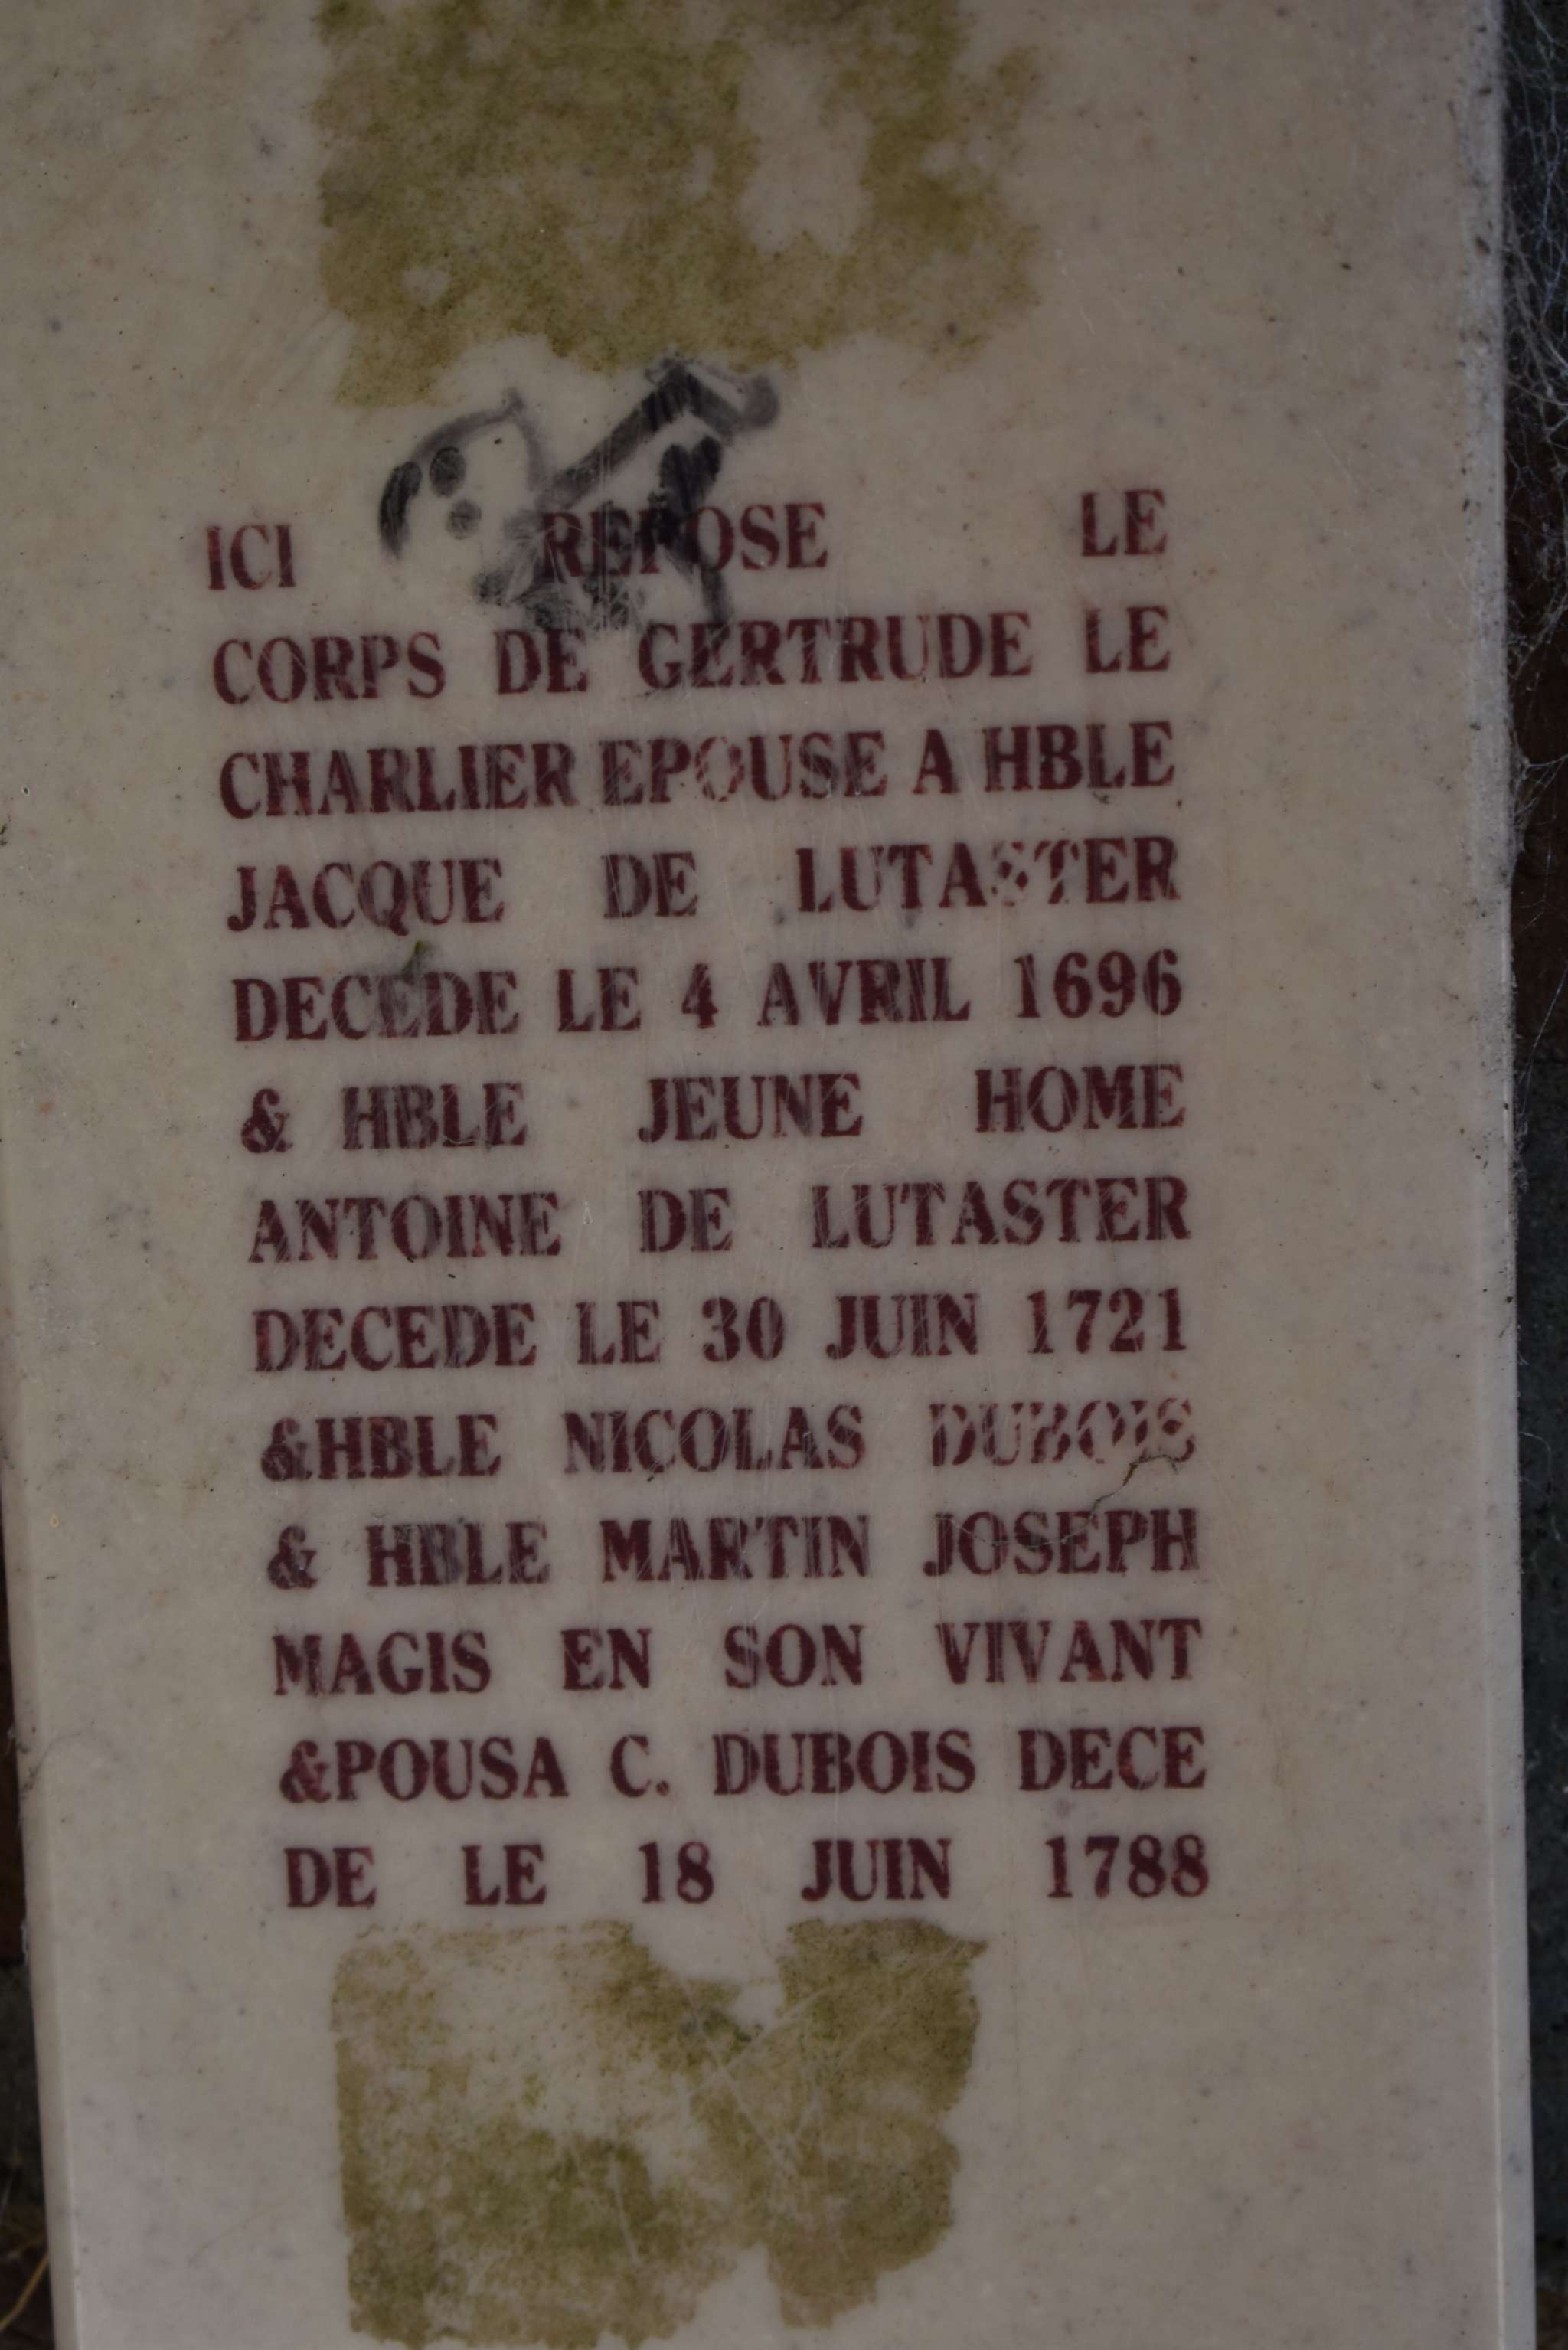 ICI REPOSE LE
CORPS DE GERTRUDE LE
CHARLIER EPOUSE A HBLE
JACQUE DE LUTASTER
DECEDE LE 4 AVRIL 1696
& HBLE JEUNE HOME
ANTOINE DE LUTASTER
DECEDE LE 30 JUIN 1721
&HBLE NICOLAS DUBOIS
& HBLE MARTIN JOSEPH
MAGIS EN SON VIVANT
&POUSA C. DUBOIS DECE
DE LE 18 JUIN 1788